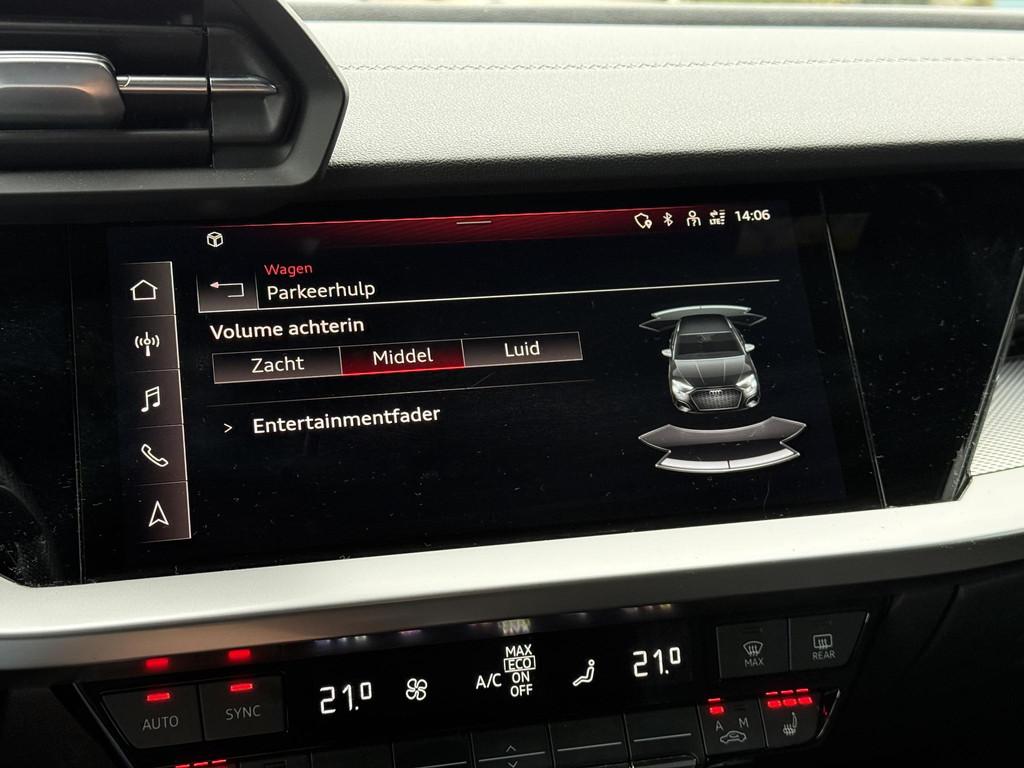 LTE 14:06
Wagen
Parkeerhulp
Volume achterin
Zacht Middel Luid
> Entertainmentfader
MAX
ECO
A/C ON
OFF
21.0
21.0
MAX
REAR
AUTO
SYNC
A M